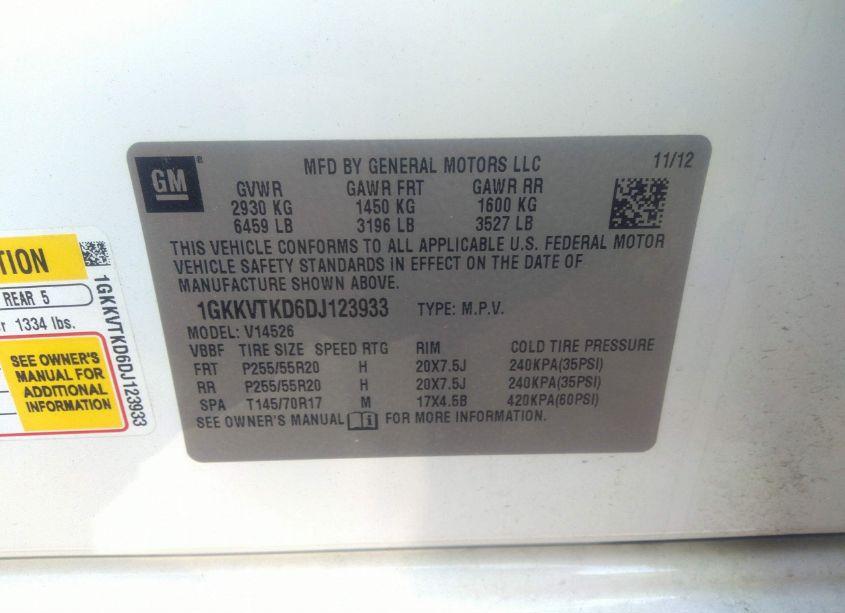 GM
MFD BY GENERAL MOTORS LLC 11/12
GVWR GAWR FRT GAWR RR
2930 KG 1450 KG 1600 KG
6459 LB 3196 LB 3527 LB
THIS VEHICLE CONFORMS TO ALL APPLICABLE U.S. FEDERAL MOTOR
VEHICLE SAFETY STANDARDS IN EFFECT ON THE DATE OF
MANUFACTURE SHOWN ABOVE.
1GKKVTKD6DJ123933 TYPE: M.P.V.
MODEL: V14526
VBBF TIRE SIZE SPEED RTG RIM COLD TIRE PRESSURE
FRT P255/55R20 H 20X7.5J 240KPA(35PSI)
RR P255/55R20 H 20X7.5J 240KPA(35PSI)
SPA T145/70R17 M 17X4.5B 420KPA(60PSI)
SEE OWNER'S MANUAL FOR MORE INFORMATION.
REAR 5
1334 lbs.
SEE OWNER'S
MANUAL FOR
ADDITIONAL
INFORMATION
1GKKVTKD6DJ123933